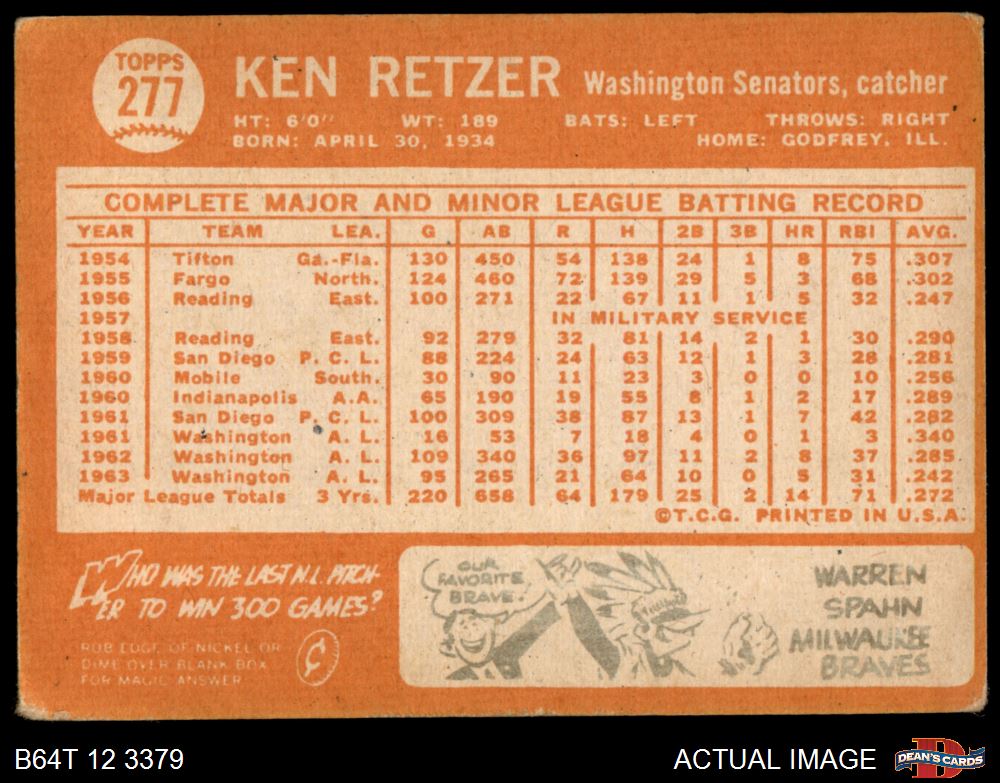 TOPPS
277
KEN RETZER Washington Senators, catcher
HT: 6'0" WT: 189 BATS: LEFT THROWS: RIGHT
BORN: APRIL 30, 1934 HOME: GODFREY, ILL.
COMPLETE MAJOR AND MINOR LEAGUE BATTING RECORD
YEAR TEAM LEA. G AB R H 2B 3B HR RBI AVG.
1954 Tifton Ga.-Fla. 130 450 54 138 24 1 8 75 .307
1955 Fargo North. 124 460 72 139 29 5 3 68 .302
1956 Reading East. 100 271 22 67 11 1 5 32 .247
1957 IN MILITARY SERVICE
1958 Reading East. 92 279 32 81 14 2 1 30 .290
1959 San Diego P. C. L. 88 224 24 63 12 1 3 28 .281
1960 Mobile South. 30 90 11 23 3 0 0 10 .256
1960 Indianapolis A.A. 65 190 19 55 8 1 2 17 .289
1961 San Diego P. C. L. 100 309 38 87 13 1 7 42 .282
1961 Washington A. L. 16 53 7 18 4 0 1 3 .340
1962 Washington A. L. 109 340 36 97 11 2 8 37 .285
1963 Washington A. L. 95 265 21 64 10 0 5 31 .242
Major League Totals 3 Yrs. 220 658 64 179 25 2 14 71 .272
©T.C.G. PRINTED IN U.S.A.
WHO WAS THE LAST N.L. PITCH-
ER TO WIN 300 GAMES?
RUB EDGE OF NICKEL OR
DIME OVER BLANK BOX
FOR MAGIC ANSWER
OUR
FAVORITE
BRAVE.
WARREN
SPAHN
MILWAUKEE
BRAVES
B64T 12 3379 ACTUAL IMAGE
D
DEAN'S CARDS